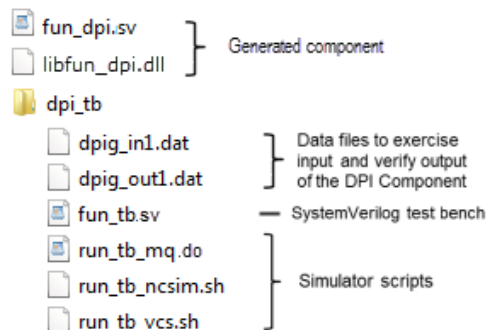 fun_dpi.sv
libfun_dpi.dll
Generated component
dpi_tb
dpig_in1.dat
dpig_out1.dat
Data files to exercise
input and verify output
of the DPI Component
fun_tb.sv
SystemVerilog test bench
run_tb_mq.do
run_tb_ncsim.sh
run_tb_vcs.sh
Simulator scripts